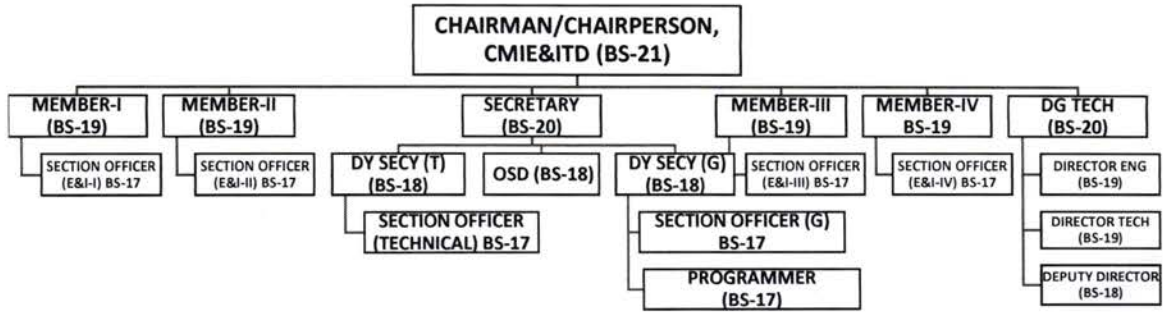 CHAIRMAN/CHAIRPERSON,
CMIE&ITD (BS-21)
MEMBER-I
(BS-19)
MEMBER-II
(BS-19)
SECRETARY
(BS-20)
MEMBER-III
(BS-19)
MEMBER-IV
BS-19
DG TECH
(BS-20)
SECTION OFFICER
(E&I-I) BS-17
SECTION OFFICER
(E&I-II) BS-17
DY SECY (T)
(BS-18)
OSD (BS-18)
DY SECY (G)
(BS-18)
SECTION OFFICER
(E&I-III) BS-17
SECTION OFFICER
(E&I-IV) BS-17
DIRECTOR ENG
(BS-19)
SECTION OFFICER
(TECHNICAL) BS-17
SECTION OFFICER (G)
BS-17
DIRECTOR TECH
(BS-19)
PROGRAMMER
(BS-17)
DEPUTY DIRECTOR
(BS-18)